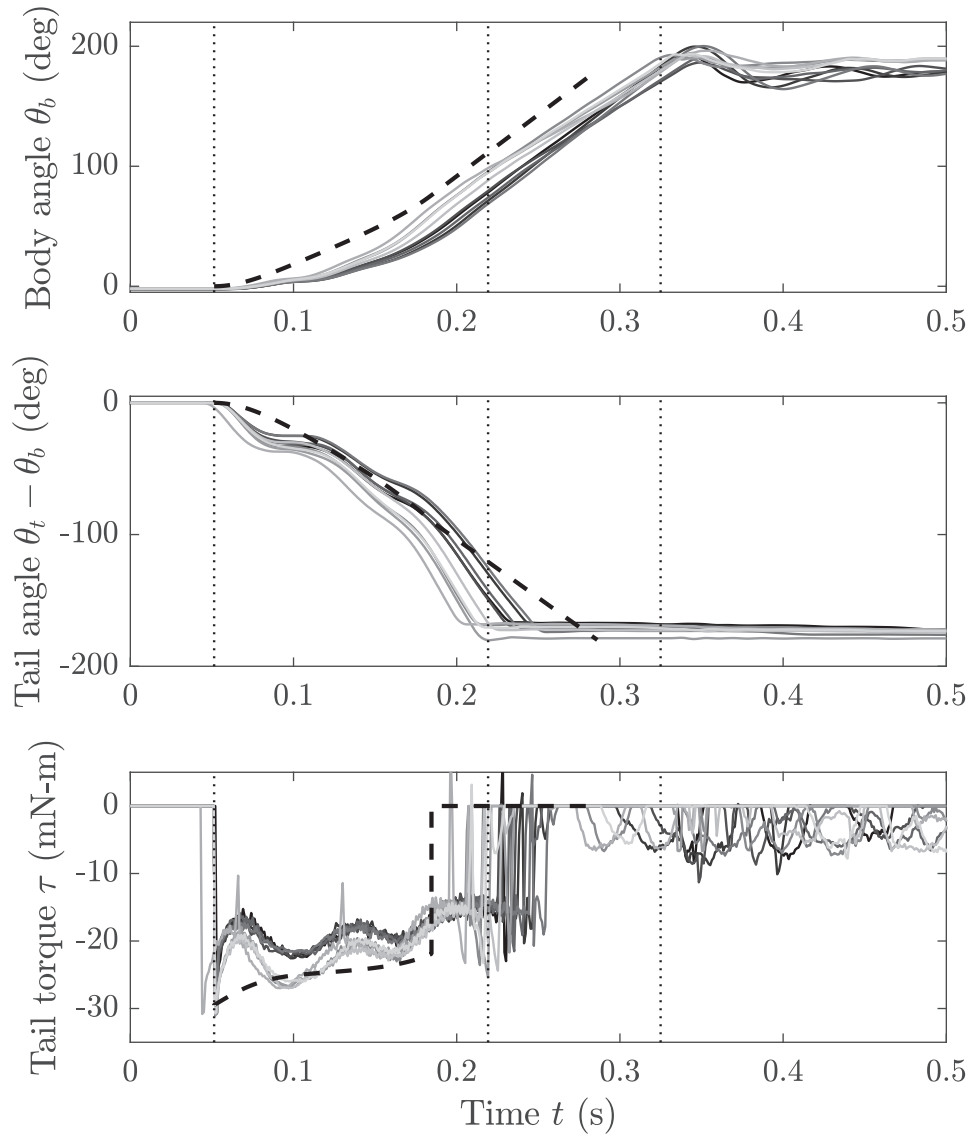 Body angle θ_b (deg)
200
100
0
0 0.1 0.2 0.3 0.4 0.5
Tail angle θ_t − θ_b (deg)
0
-100
-200
0 0.1 0.2 0.3 0.4 0.5
Tail torque τ (mN-m)
0
-10
-20
-30
0 0.1 0.2 0.3 0.4 0.5
Time t (s)